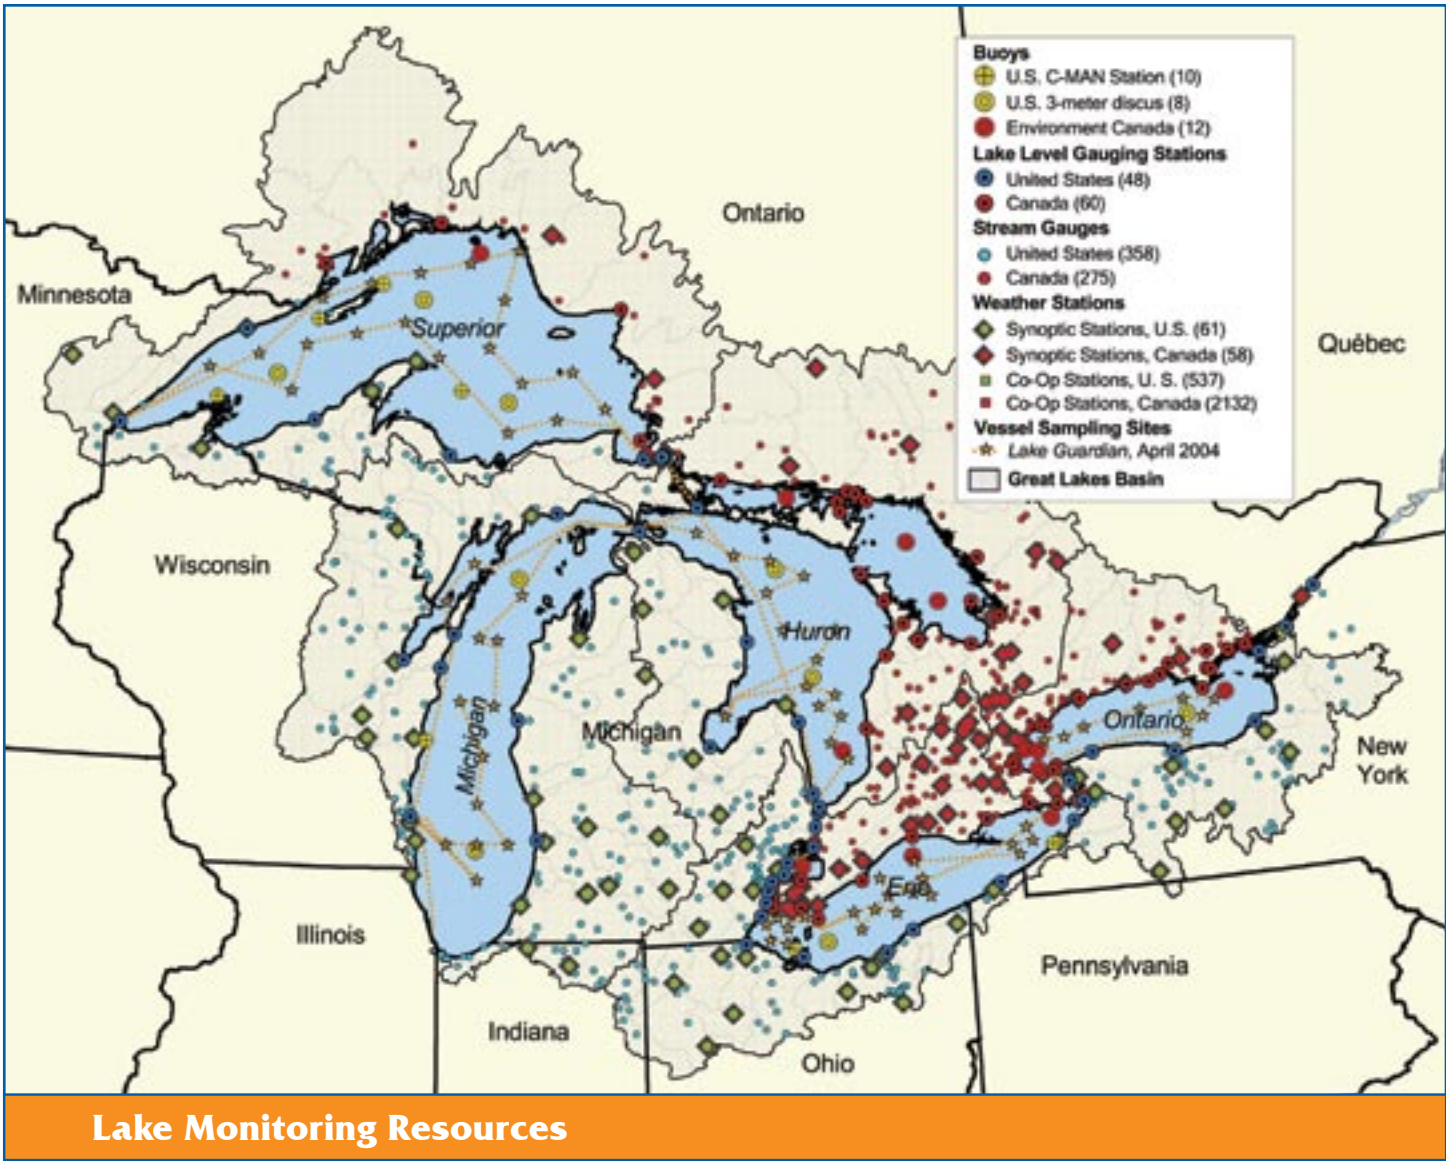 Buoys
U.S. C-MAN Station (10)
U.S. 3-meter discus (8)
Environment Canada (12)
Lake Level Gauging Stations
United States (48)
Canada (60)
Stream Gauges
United States (358)
Canada (275)
Weather Stations
Synoptic Stations, U.S. (61)
Synoptic Stations, Canada (58)
Co-Op Stations, U. S. (537)
Co-Op Stations, Canada (2132)
Vessel Sampling Sites
Lake Guardian, April 2004
Great Lakes Basin
Ontario
Minnesota
Superior
Québec
Wisconsin
Huron
Michigan
Michigan
Ontario
New
York
Erie
Illinois
Pennsylvania
Indiana
Ohio
Lake Monitoring Resources